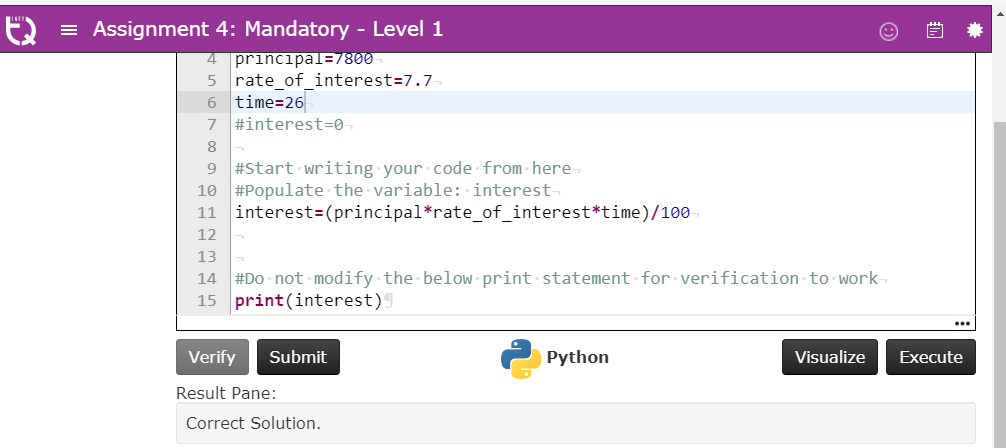 Assignment 4: Mandatory - Level 1
4 principal=7800
5 rate_of_interest=7.7
6 time=26
7 #interest=0
8
9 #Start writing your code from here
10 #Populate the variable: interest
11 interest=(principal*rate_of_interest*time)/100
12
13
14 #Do not modify the below print statement for verification to work
15 print(interest)
Verify Submit Python Visualize Execute
Result Pane:
Correct Solution.